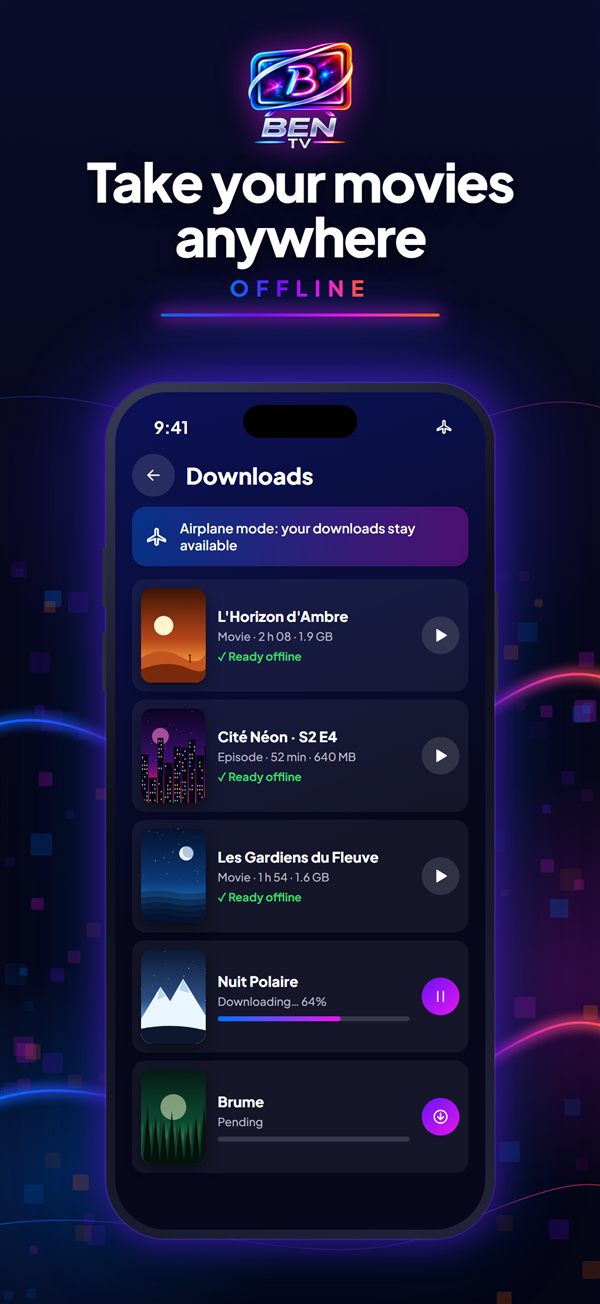 B
BEN
TV
Take your movies
anywhere
OFFLINE
9:41
Downloads
Airplane mode: your downloads stay
available
L'Horizon d'Ambre
Movie · 2 h 08 · 1.9 GB
✓ Ready offline
Cité Néon · S2 E4
Episode · 52 min · 640 MB
✓ Ready offline
Les Gardiens du Fleuve
Movie · 1 h 54 · 1.6 GB
✓ Ready offline
Nuit Polaire
Downloading... 64%
Brume
Pending